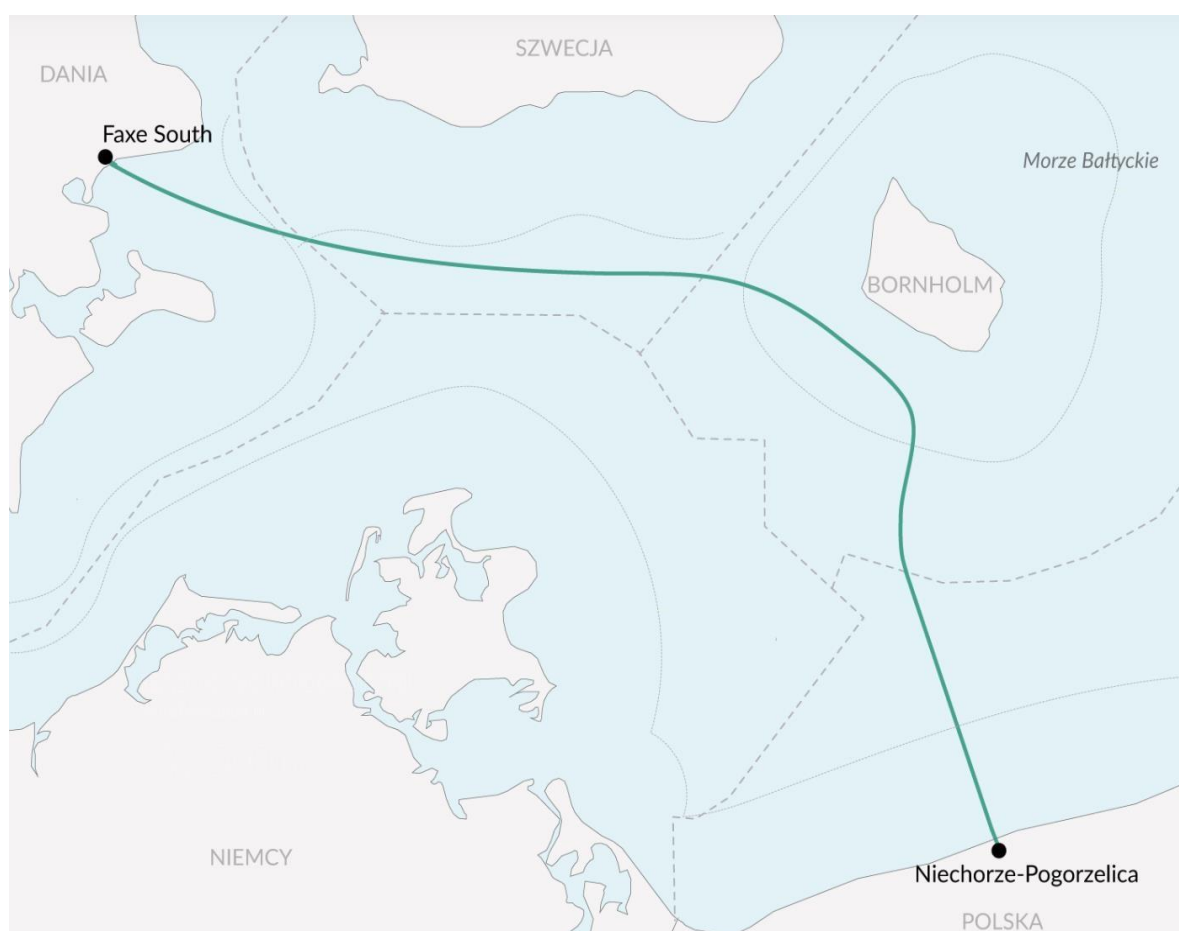 SZWECJA
DANIA
Faxe South
Morze Bałtyckie
BORNHOLM
NIEMCY
Niechorze-Pogorzelica
POLSKA